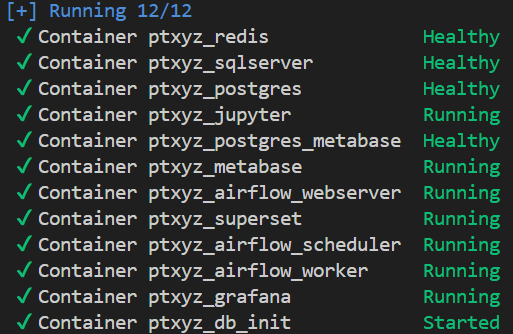 [+] Running 12/12
✓ Container ptxyz_redis Healthy
✓ Container ptxyz_sqlserver Healthy
✓ Container ptxyz_postgres Healthy
✓ Container ptxyz_jupyter Running
✓ Container ptxyz_postgres_metabase Healthy
✓ Container ptxyz_metabase Running
✓ Container ptxyz_airflow_webserver Running
✓ Container ptxyz_superset Running
✓ Container ptxyz_airflow_scheduler Running
✓ Container ptxyz_airflow_worker Running
✓ Container ptxyz_grafana Running
✓ Container ptxyz_db_init Started